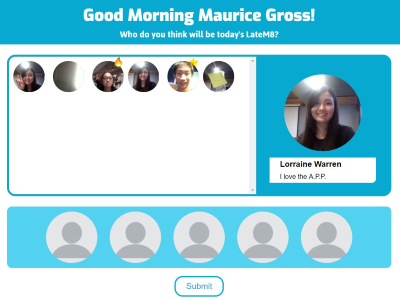 Good Morning Maurice Gross!
Who do you think will be today's LateM8?
Lorraine Warren
I love the A.P.P.
Submit